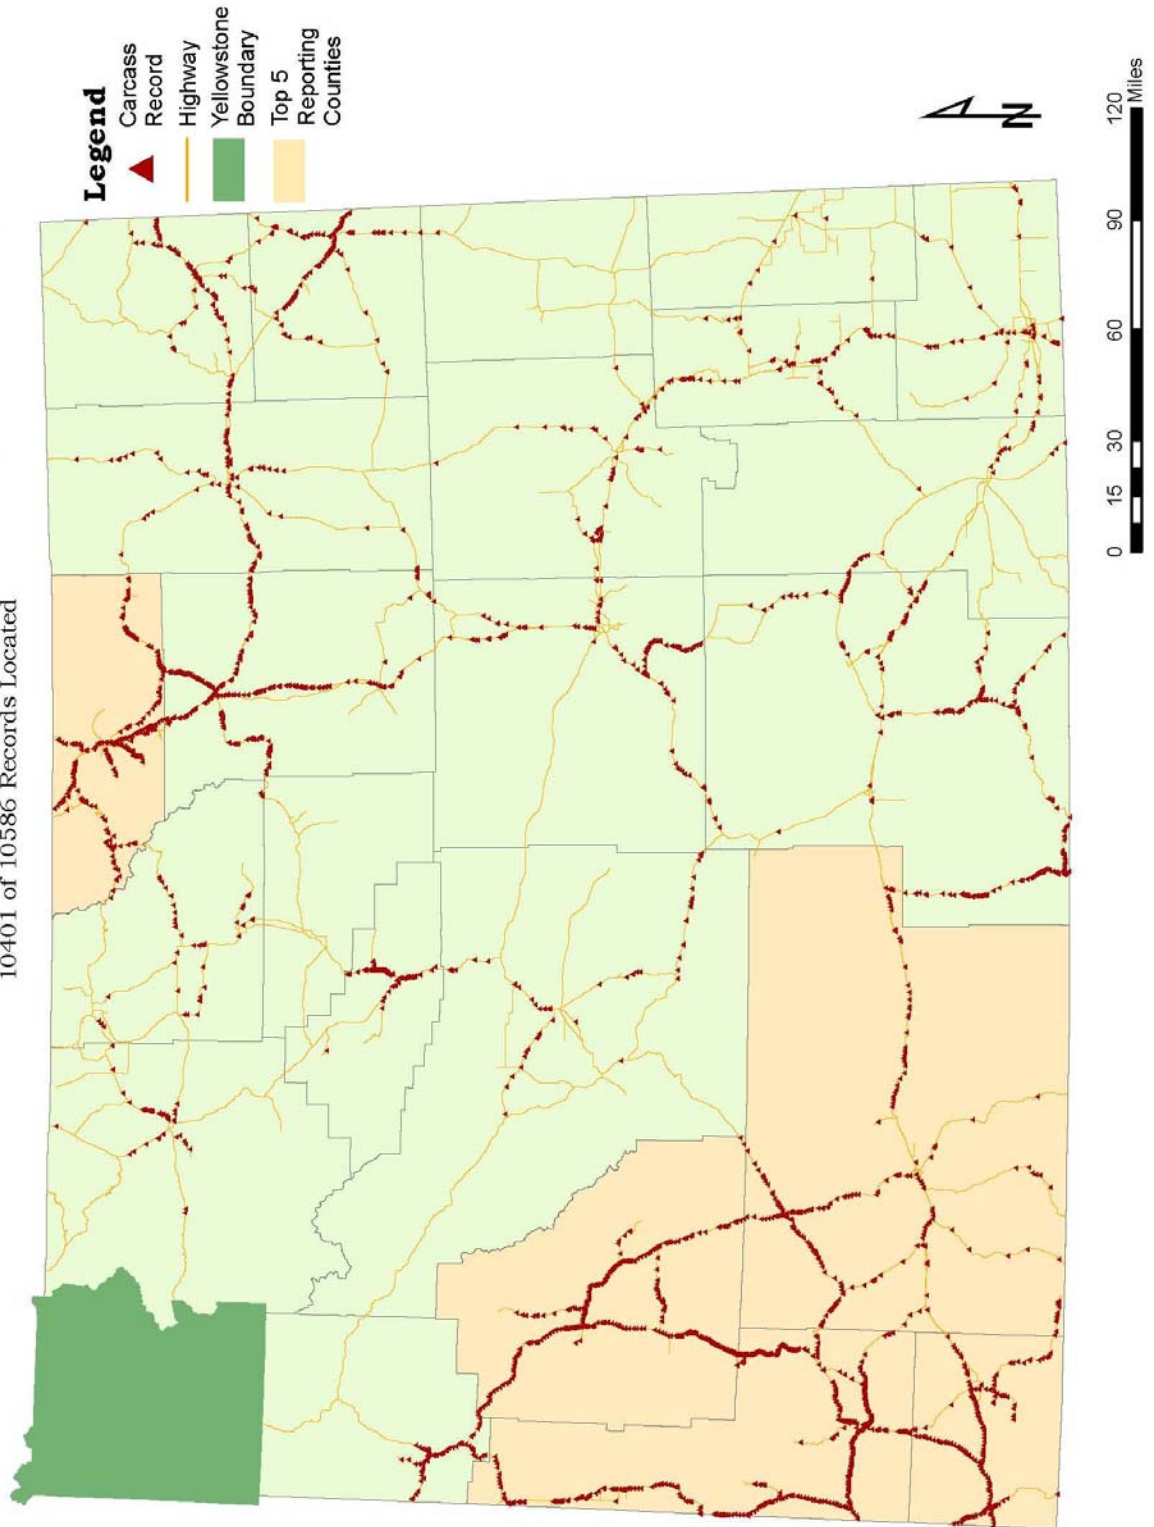 10401 of 10586 Records Located
Legend
Carcass
Record
Highway
Yellowstone
Boundary
Top 5
Reporting
Counties
N
0 15 30 60 90 120
Miles